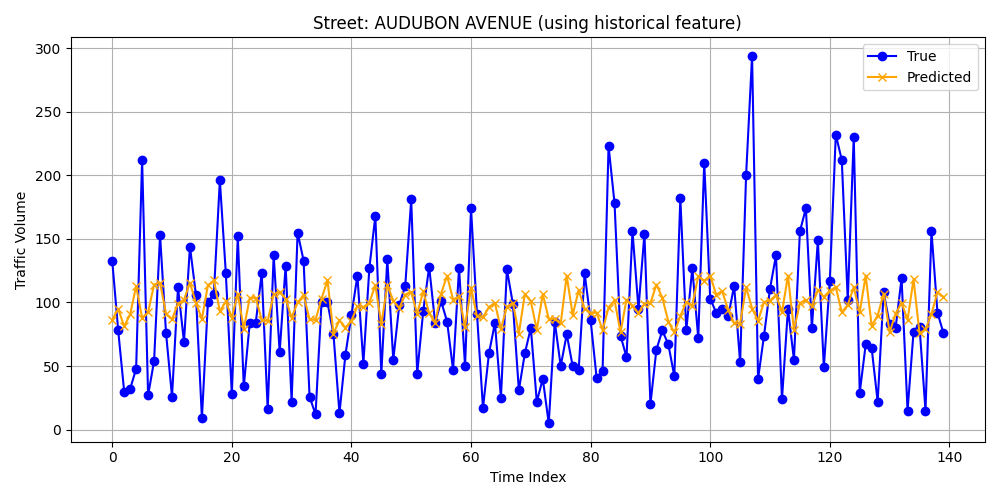 Street: AUDUBON AVENUE (using historical feature)
True
Predicted
Traffic Volume
300
250
200
150
100
50
0
0 20 40 60 80 100 120 140
Time Index